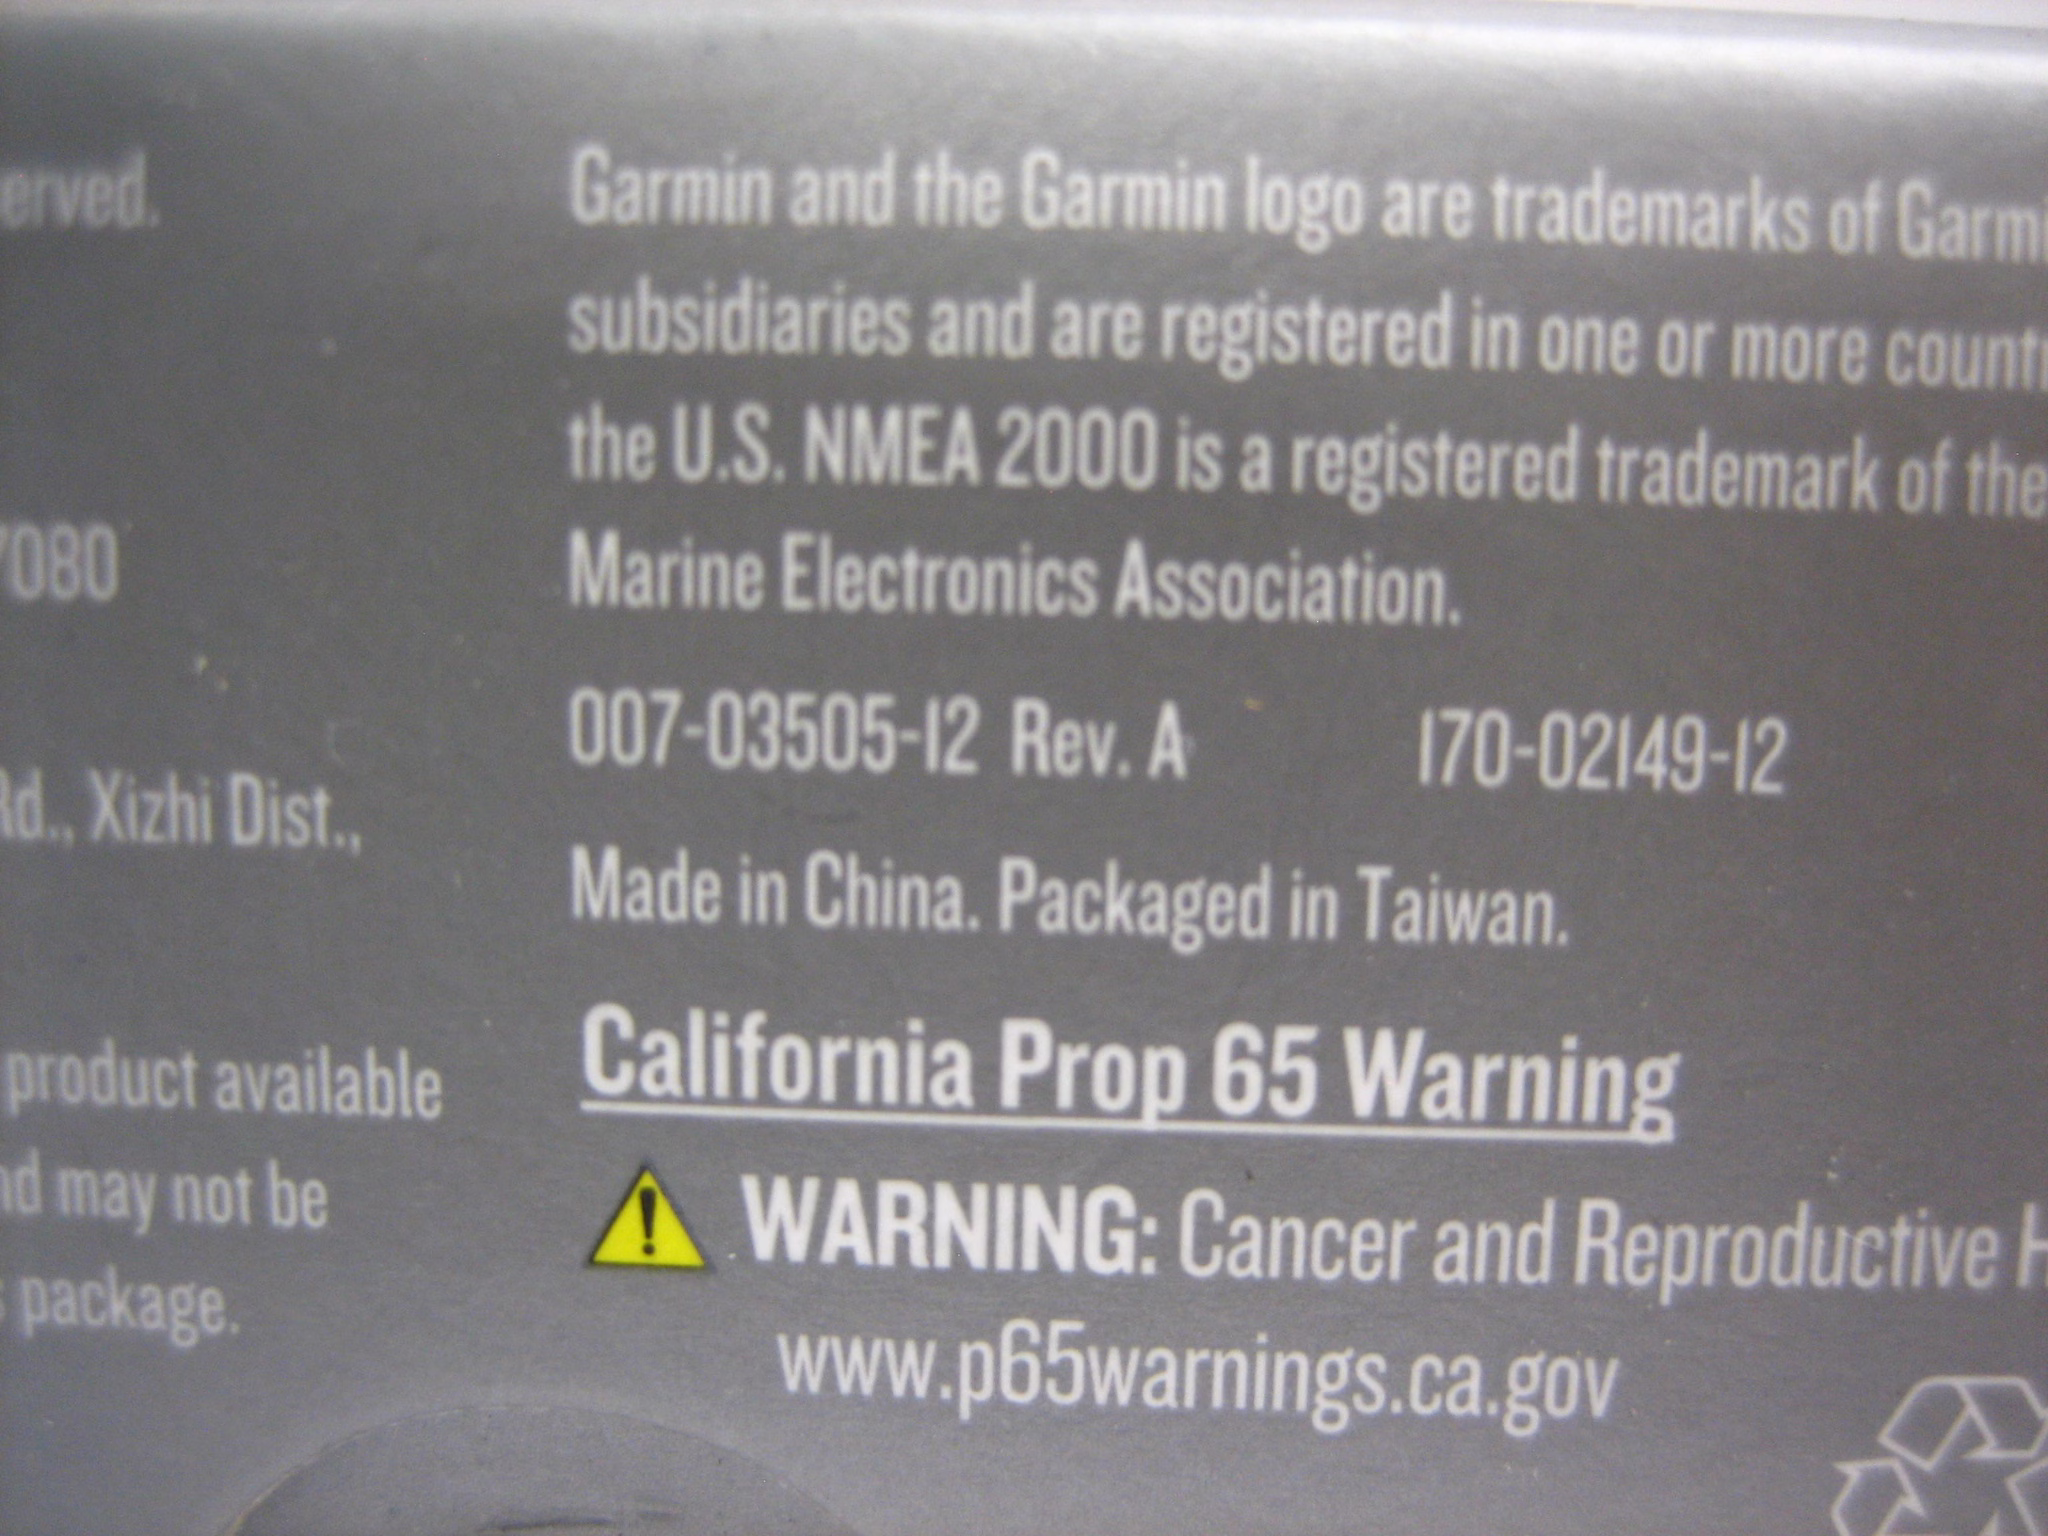 erved.
7080
Rd., Xizhi Dist.,
product available
nd may not be
s package.
Garmin and the Garmin logo are trademarks of Garmi
subsidiaries and are registered in one or more countr
the U.S. NMEA 2000 is a registered trademark of the
Marine Electronics Association.
007-03505-12 Rev. A 170-02149-12
Made in China. Packaged in Taiwan.
California Prop 65 Warning
WARNING: Cancer and Reproductive H
www.p65warnings.ca.gov